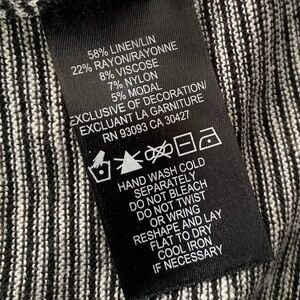 58% LINEN/LIN
22% RAYON/RAYONNE
8% VISCOSE
7% NYLON
5% MODAL
EXCLUSIVE OF DECORATION/
EXCLUANT LA GARNITURE
RN 93093 CA 30427
HAND WASH COLD
SEPARATELY
DO NOT BLEACH
DO NOT TWIST
OR WRING
RESHAPE AND LAY
FLAT TO DRY
COOL IRON
IF NECESSARY